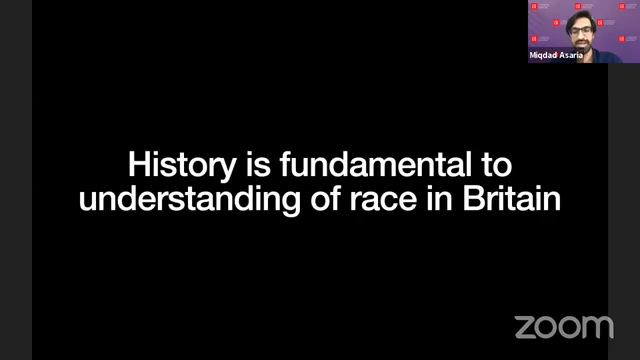 Miqdad Asaria
History is fundamental to
understanding of race in Britain
zoom